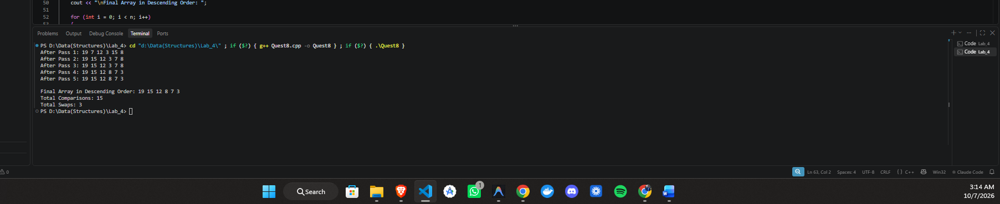 50 cout << "\nFinal Array in Descending Order: ";
51
52 for (int i = 0; i < n; i++)
53 {
Problems Output Debug Console Terminal Ports
PS D:\Data(Structures)\Lab_4> cd "d:\Data(Structures)\Lab_4\" ; if ($?) { g++ Quest8.cpp -o Quest8 } ; if ($?) { .\Quest8 }
After Pass 1: 19 7 12 3 15 8
After Pass 2: 19 15 12 3 7 8
After Pass 3: 19 15 12 3 7 8
After Pass 4: 19 15 12 8 7 3
After Pass 5: 19 15 12 8 7 3
Final Array in Descending Order: 19 15 12 8 7 3
Total Comparisons: 15
Total Swaps: 3
PS D:\Data(Structures)\Lab_4>
Code Lab_4
Code Lab_4
0
Ln 63, Col 2 Spaces: 4 UTF-8 CRLF {} C++ Win32 Claude Code
Search
1
W
3:14 AM
10/7/2026